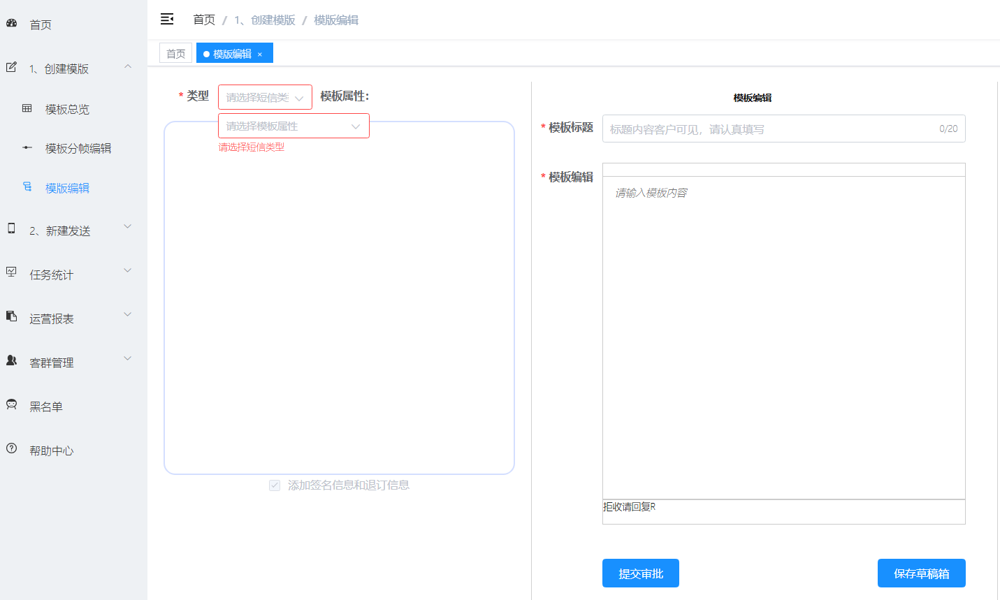 首页
1、创建模版
模板总览
模板分帧编辑
模版编辑
2、新建发送
任务统计
运营报表
客群管理
黑名单
帮助中心
首页 / 1、创建模版 / 模版编辑
首页
模版编辑 ×
* 类型
请选择短信类
模板属性:
请选择模板属性
请选择短信类型
添加签名信息和退订信息
模板编辑
* 模板标题
标题内容客户可见，请认真填写
0/20
* 模板编辑
请输入模板内容
拒收请回复R
提交审批
保存草稿箱